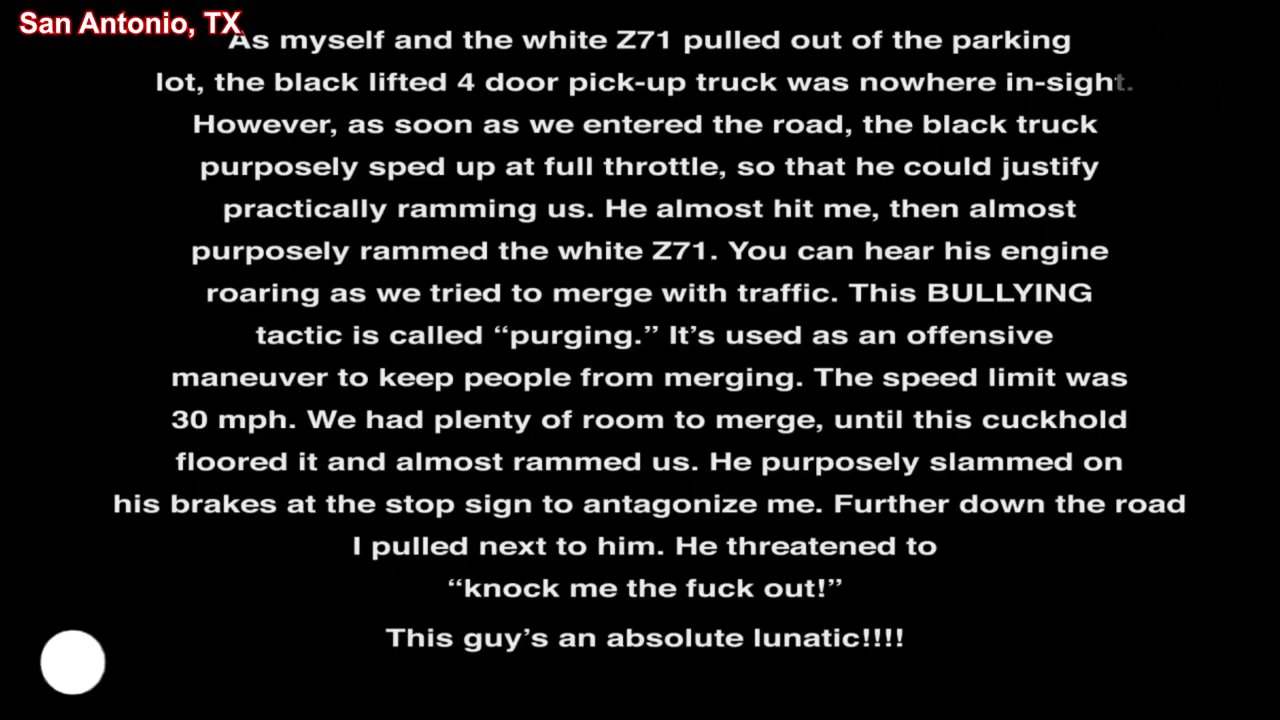 San Antonio, TX
As myself and the white Z71 pulled out of the parking
lot, the black lifted 4 door pick-up truck was nowhere in-sight.
However, as soon as we entered the road, the black truck
purposely sped up at full throttle, so that he could justify
practically ramming us. He almost hit me, then almost
purposely rammed the white Z71. You can hear his engine
roaring as we tried to merge with traffic. This BULLYING
tactic is called “purging.” It’s used as an offensive
maneuver to keep people from merging. The speed limit was
30 mph. We had plenty of room to merge, until this cuckhold
floored it and almost rammed us. He purposely slammed on
his brakes at the stop sign to antagonize me. Further down the road
I pulled next to him. He threatened to
“knock me the fuck out!”
This guy’s an absolute lunatic!!!!